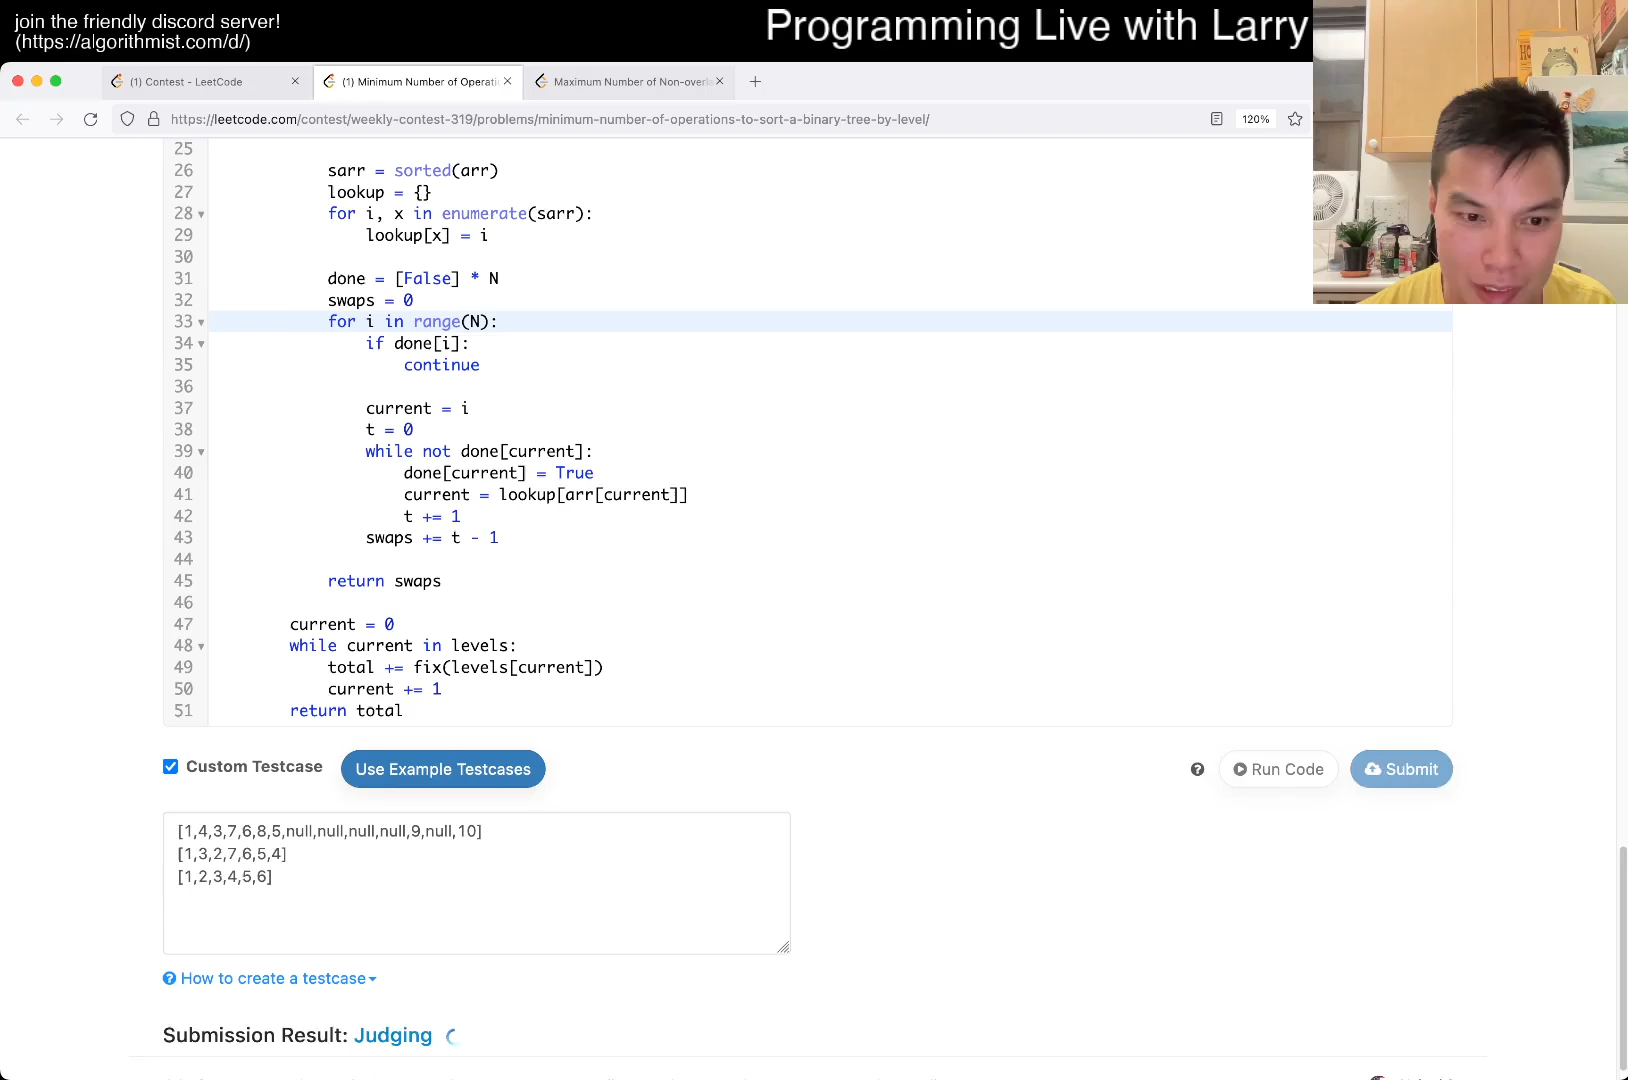 join the friendly discord server!
(https://algorithmist.com/d/)
Programming Live with Larry
(1) Contest - LeetCode
(1) Minimum Number of Operati
Maximum Number of Non-overla
https://leetcode.com/contest/weekly-contest-319/problems/minimum-number-of-operations-to-sort-a-binary-tree-by-level/
120%
25
26 sarr = sorted(arr)
27 lookup = {}
28 for i, x in enumerate(sarr):
29 lookup[x] = i
30
31 done = [False] * N
32 swaps = 0
33 for i in range(N):
34 if done[i]:
35 continue
36
37 current = i
38 t = 0
39 while not done[current]:
40 done[current] = True
41 current = lookup[arr[current]]
42 t += 1
43 swaps += t - 1
44
45 return swaps
46
47 current = 0
48 while current in levels:
49 total += fix(levels[current])
50 current += 1
51 return total
Custom Testcase
Use Example Testcases
Run Code
Submit
[1,4,3,7,6,8,5,null,null,null,null,9,null,10]
[1,3,2,7,6,5,4]
[1,2,3,4,5,6]
How to create a testcase
Submission Result: Judging